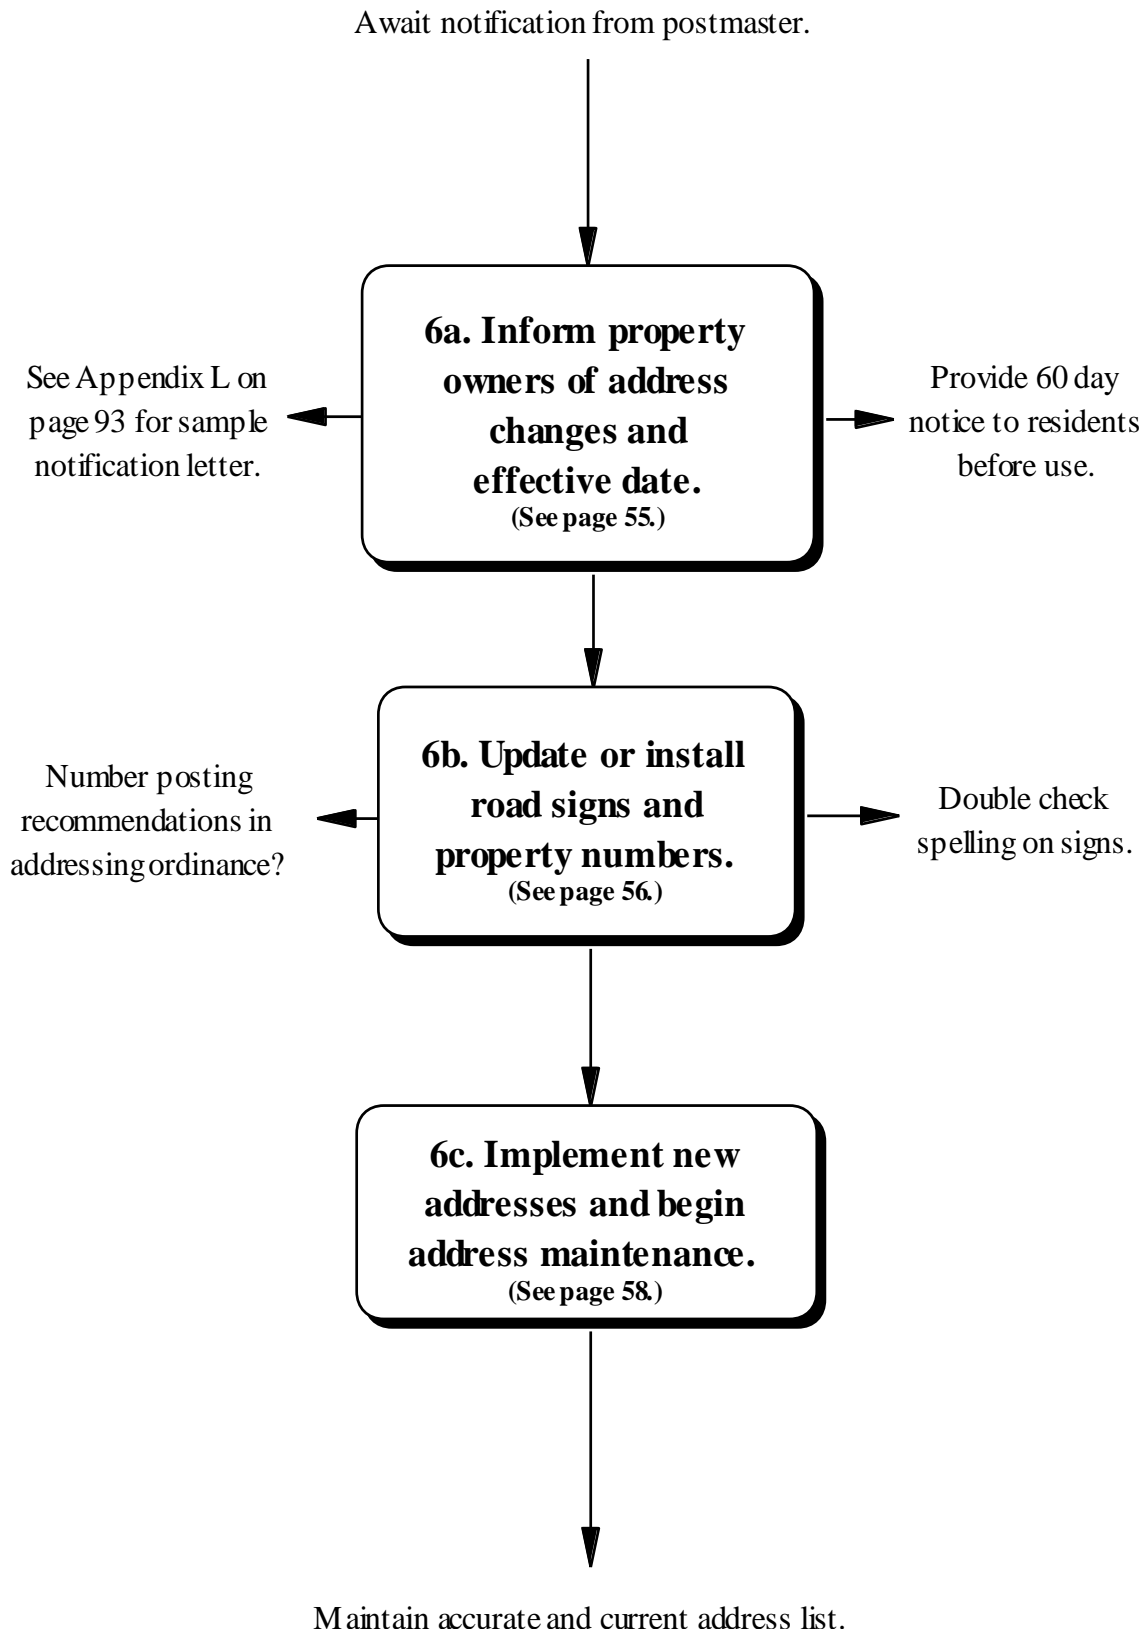 Await notification from postmaster.
6a. Inform property
owners of address
changes and
effective date.
(See page 55.)
See Appendix L on
page 93 for sample
notification letter.
Provide 60 day
notice to residents
before use.
6b. Update or install
road signs and
property numbers.
(See page 56.)
Number posting
recommendations in
addressing ordinance?
Double check
spelling on signs.
6c. Implement new
addresses and begin
address maintenance.
(See page 58.)
Maintain accurate and current address list.